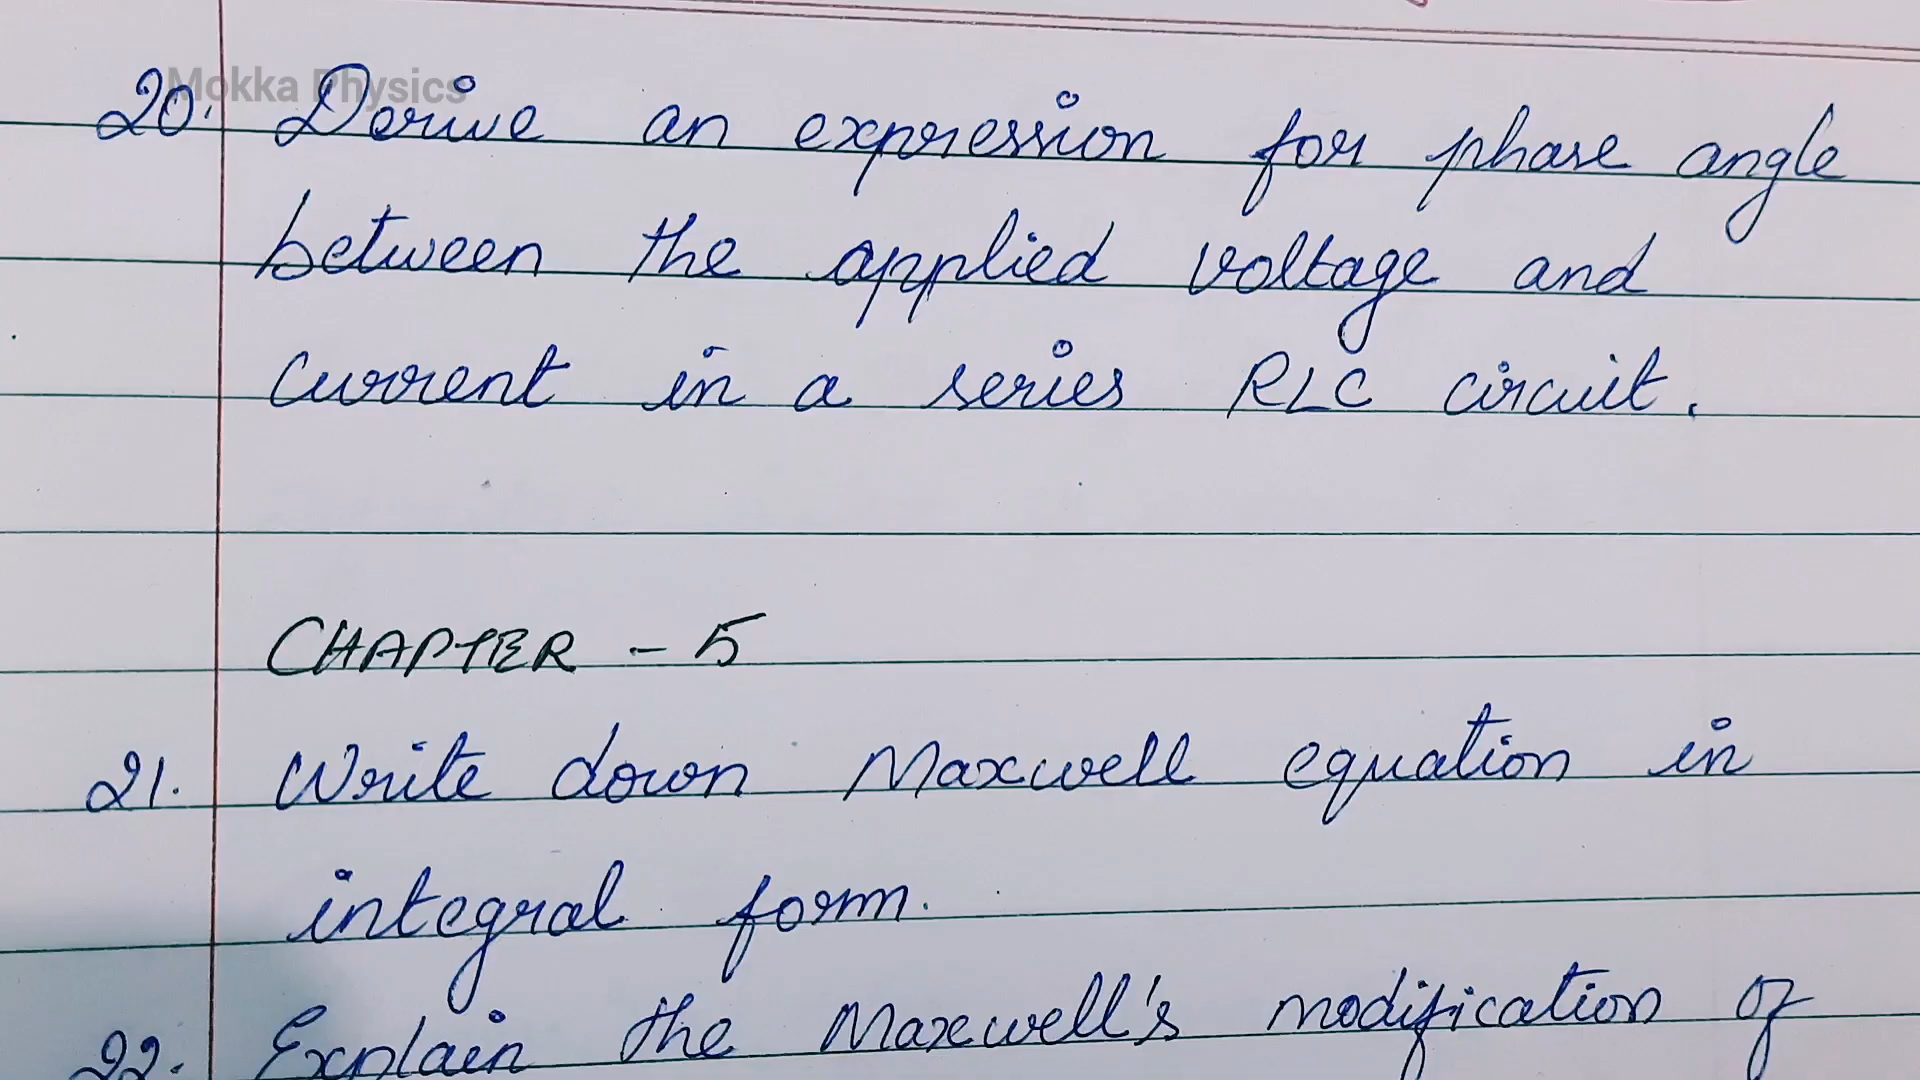 Mokka Physics
20. Derive an expression for phase angle
between the applied voltage and
current in a series RLC circuit.
CHAPTER - 5
21. Write down Maxwell equation in
integral form.
22. Explain the Maxwell's modification of